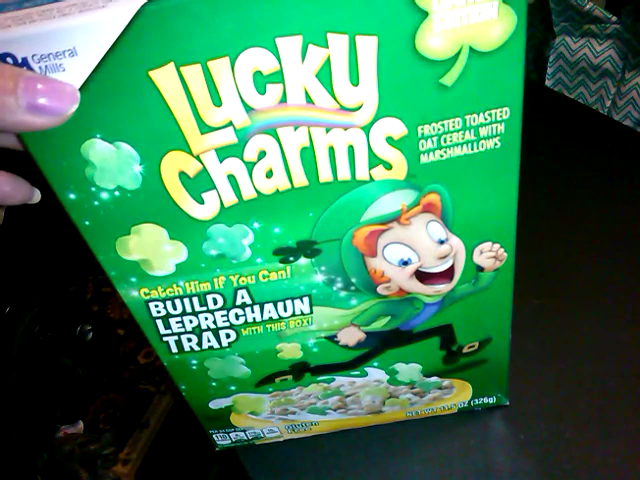 General
Mills
Lucky
Charms
FROSTED TOASTED
OAT CEREAL WITH
MARSHMALLOWS
Catch Him If You Can!
BUILD A
LEPRECHAUN
TRAP WITH THIS BOX!
NET WT 11.5 OZ (326g)